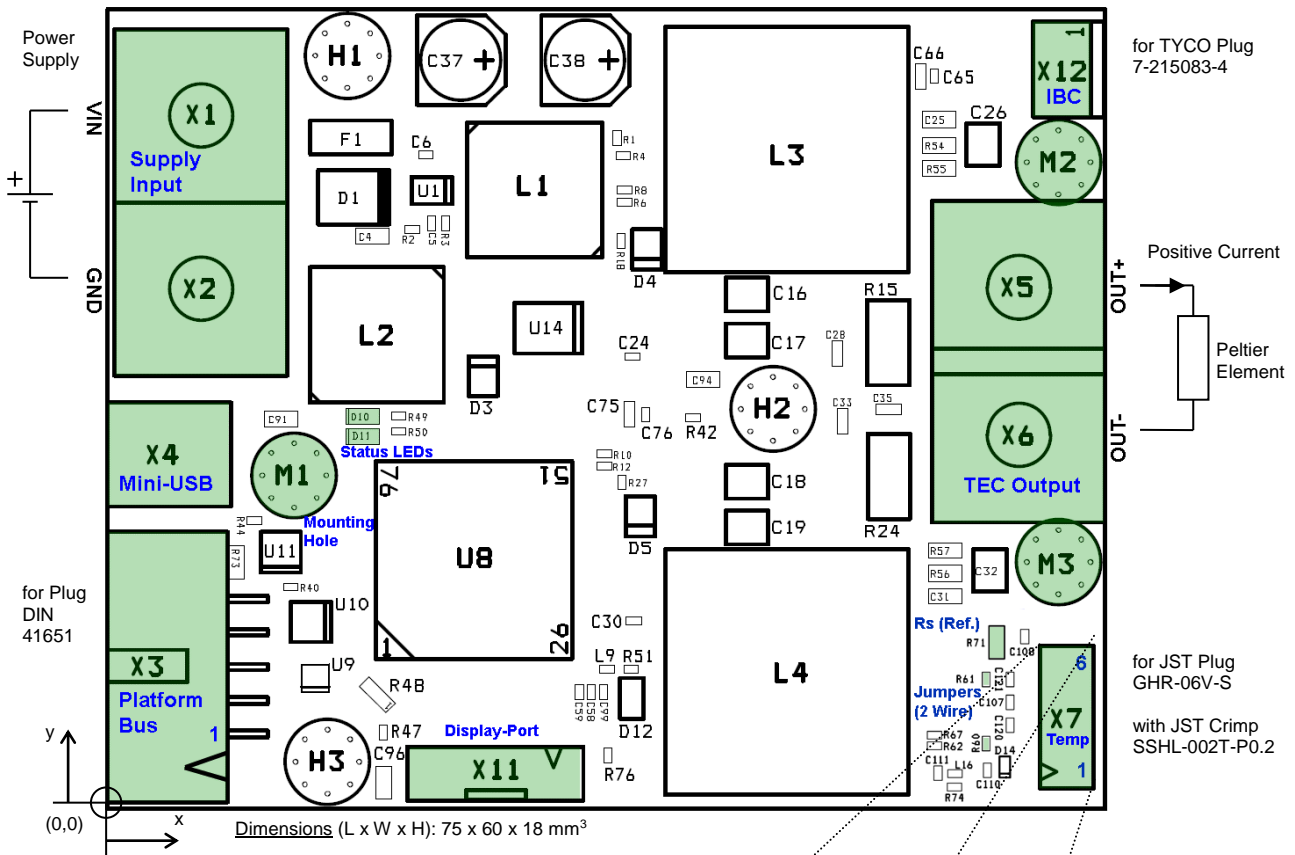 Power
Supply
VIN
GND
+
X1
Supply
Input
X2
H1
C37 +
C38 +
F1
C6
D1
U1
C4
R2
C5
R3
L1
R1
R4
R8
R6
R18
D4
L3
C66
C65
C25
R54
R55
C26
1
X12
IBC
for TYCO Plug
7-215083-4
M2
X5
OUT+
Positive Current
Peltier
Element
X6
OUT-
TEC Output
L2
U14
D3
C24
C16
C17
R15
C28
C94
C75
C76
R42
H2
C33
C35
C91
D10
D11
R49
R50
Status LEDs
X4
Mini-USB
M1
Mounting
Hole
R44
U11
R73
R40
U10
U9
76
51
U8
1
26
R10
R12
R27
D5
C18
C19
R24
R57
R56
C31
C32
M3
for Plug
DIN
41651
X3
Platform
Bus
1
R48
R47
C96
H3
Display-Port
X11
C30
L9
R51
C59
C58
C99
D12
R76
L4
Rs (Ref.)
R71
C108
R61
C121
Jumpers
(2 Wire)
C107
C120
R67
R62
R60
D14
C111
L16
C110
R74
6
X7
Temp
1
for JST Plug
GHR-06V-S
with JST Crimp
SSHL-002T-P0.2
y
(0,0)
x
Dimensions (L x W x H): 75 x 60 x 18 mm³